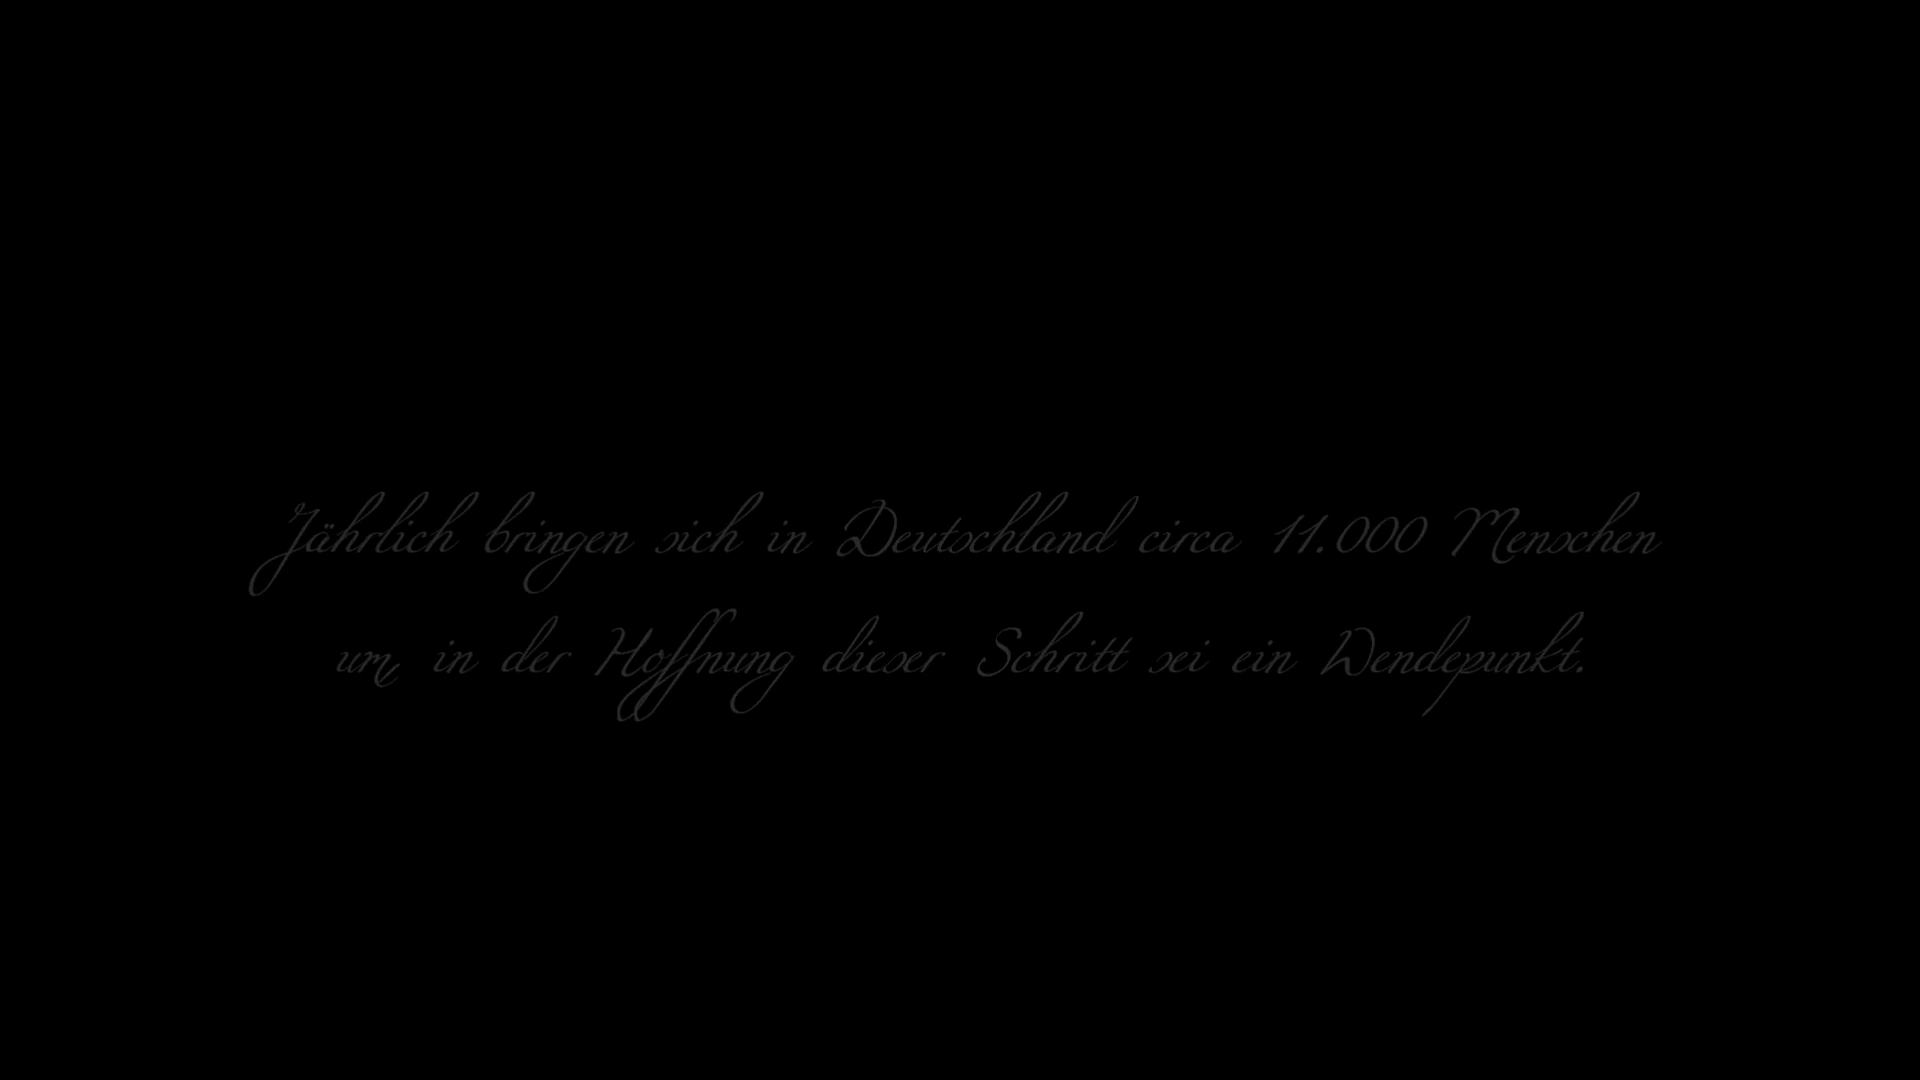 Jährlich bringen sich in Deutschland circa 11.000 Menschen
um, in der Hoffnung dieser Schritt sei ein Wendepunkt.